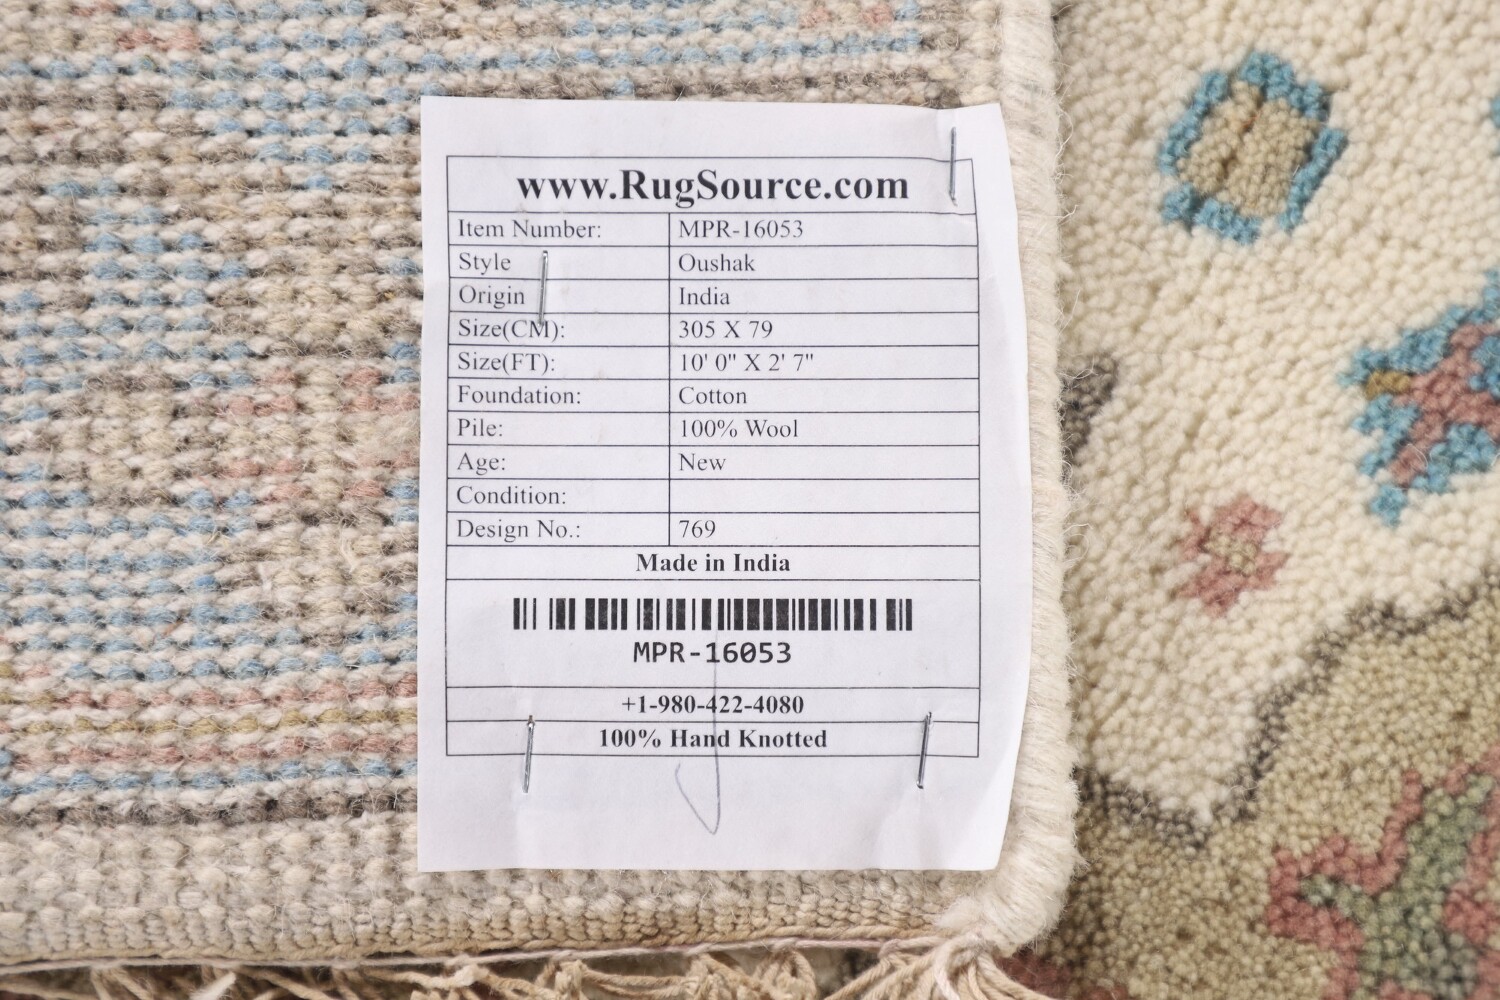 www.RugSource.com
Item Number: MPR-16053
Style Oushak
Origin India
Size(CM): 305 X 79
Size(FT): 10' 0" X 2' 7"
Foundation: Cotton
Pile: 100% Wool
Age: New
Condition:
Design No.: 769
Made in India
MPR-16053
+1-980-422-4080
100% Hand Knotted